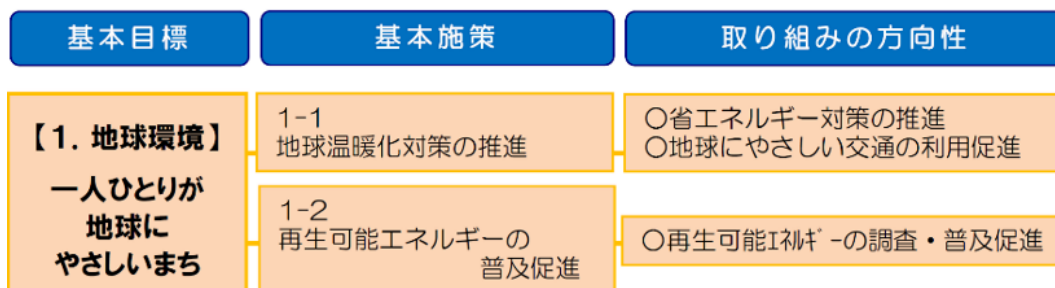 基本目標
基本施策
取り組みの方向性
【1. 地球環境】
一人ひとりが
地球に
やさしいまち
1-1
地球温暖化対策の推進
〇省エネルギー対策の推進
〇地球にやさしい交通の利用促進
1-2
再生可能エネルギーの
普及促進
〇再生可能ｴﾈﾙｷﾞｰの調査・普及促進